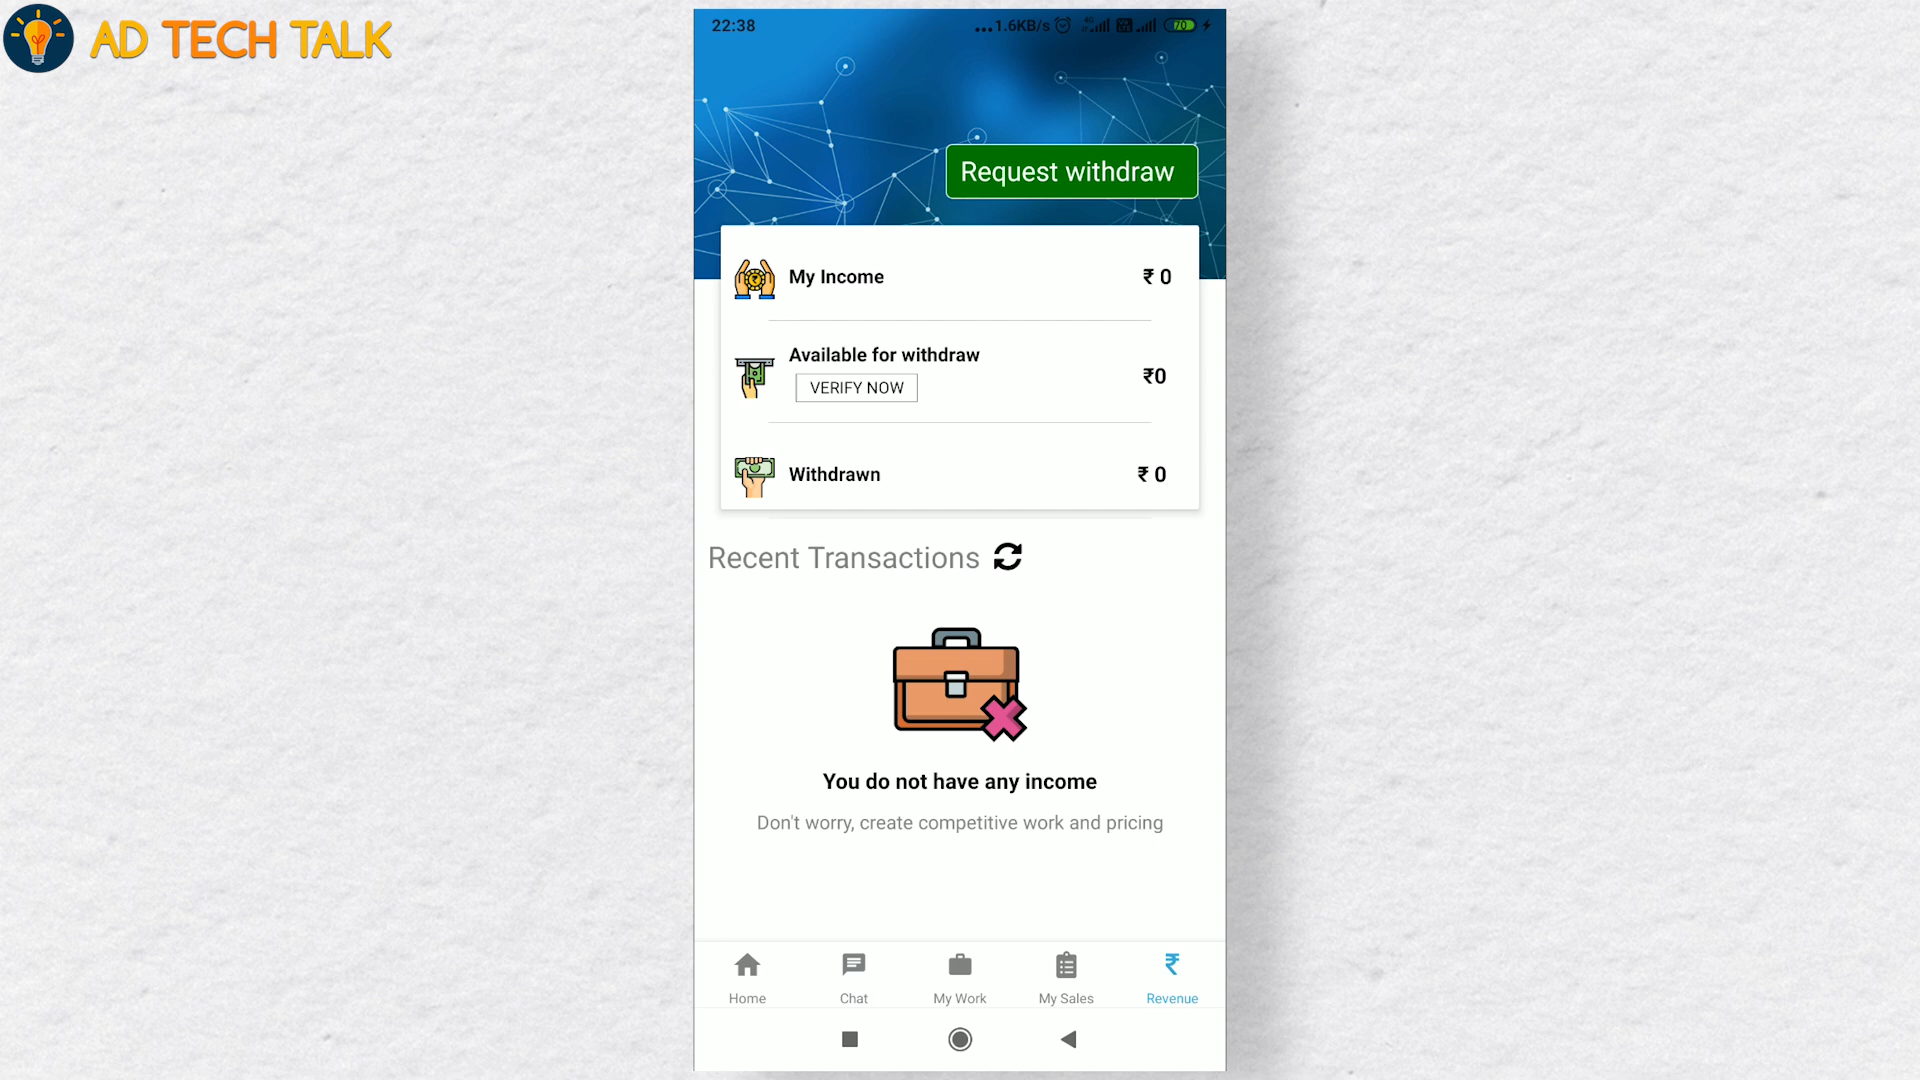 AD TECH TALK
22:38
...1.6KB/s 4G 70
Request withdraw
My Income ₹ 0
Available for withdraw
VERIFY NOW
₹0
Withdrawn ₹ 0
Recent Transactions
You do not have any income
Don't worry, create competitive work and pricing
Home Chat My Work My Sales ₹ Revenue